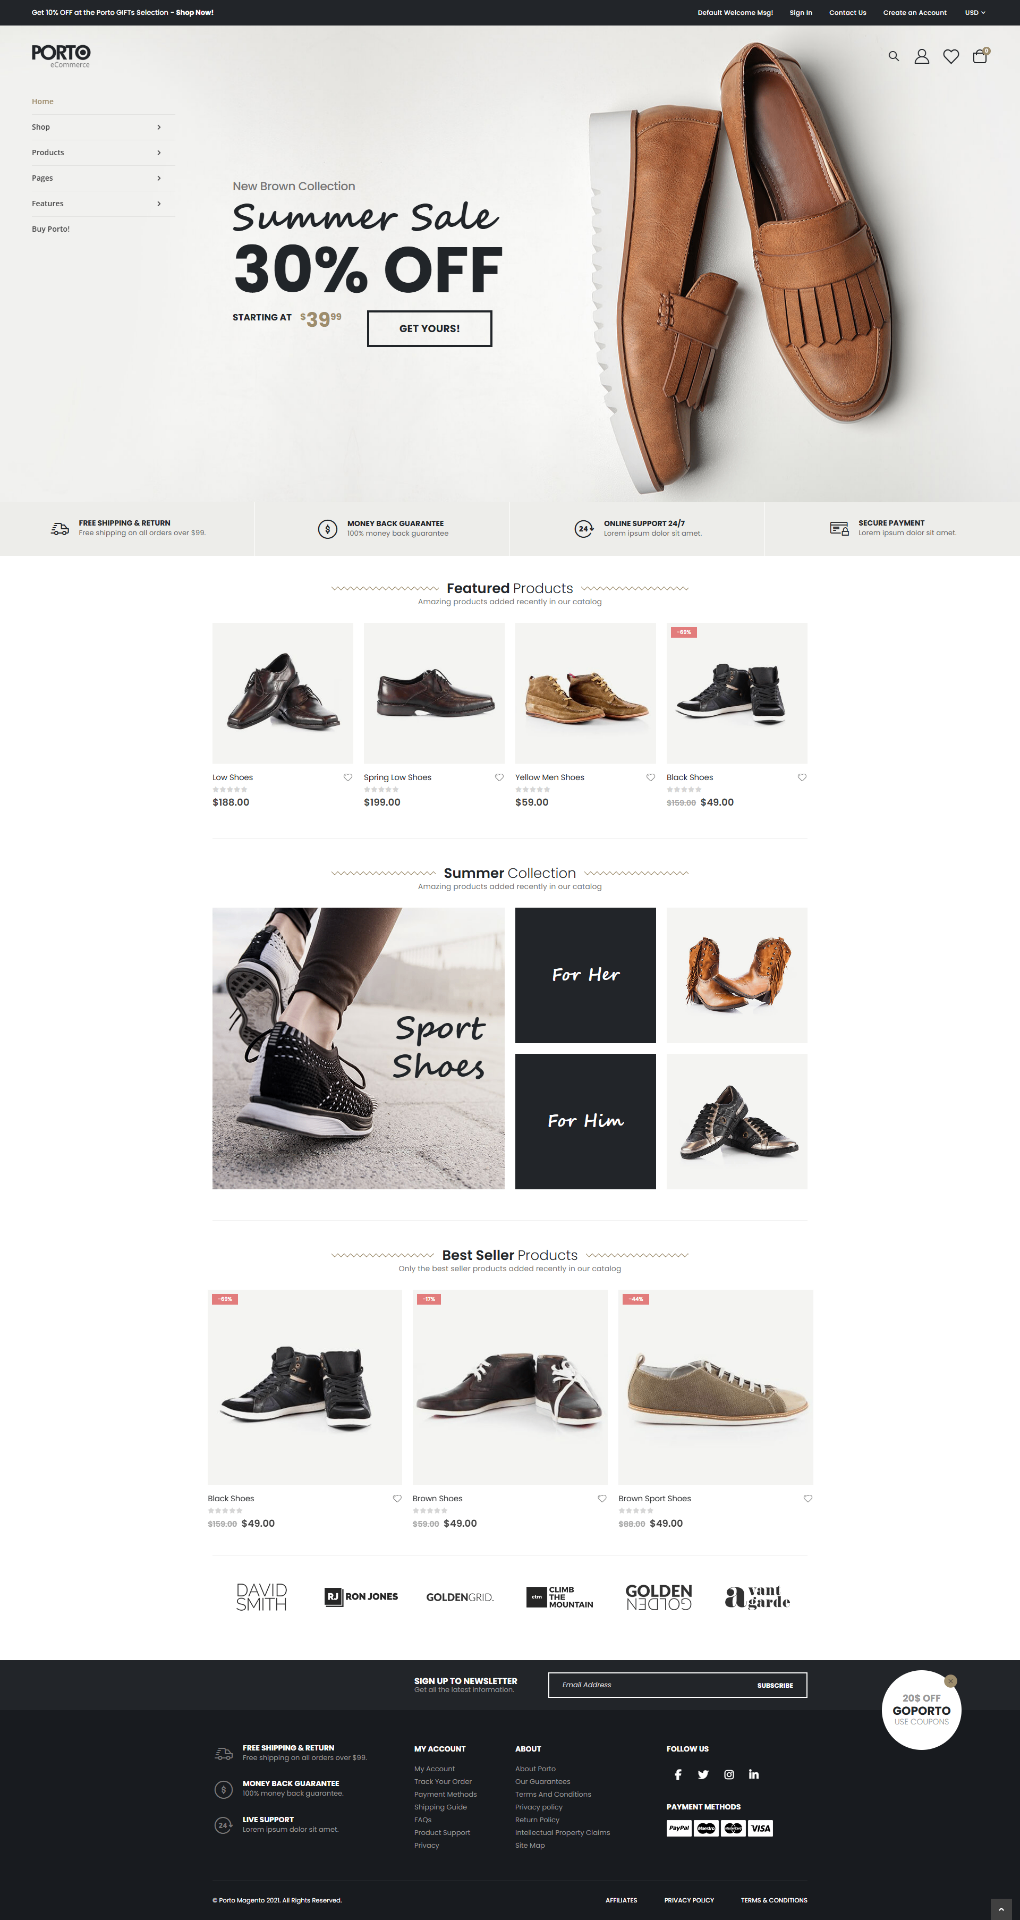 Get 10% OFF at the Porto GIFTs Selection - Shop Now!
Default Welcome Msg! Sign In Contact Us Create an Account USD
PORTO
eCommerce
0
Home
Shop
Products
Pages
Features
Buy Porto!
New Brown Collection
Summer Sale
30% OFF
STARTING AT $39 99
GET YOURS!
FREE SHIPPING & RETURN
Free shipping on all orders over $99.
MONEY BACK GUARANTEE
100% money back guarantee
24
ONLINE SUPPORT 24/7
Lorem ipsum dolor sit amet.
SECURE PAYMENT
Lorem ipsum dolor sit amet
Featured Products
Amazing products added recently in our catalog
Low Shoes
$188.00
Spring Low Shoes
$199.00
Yellow Men Shoes
$59.00
-69%
Black Shoes
$159.00 $49.00
Summer Collection
Amazing products added recently in our catalog
Sport
Shoes
For Her
For Him
Best Seller Products
Only the best seller products added recently in our catalog
-69%
Black Shoes
$159.00 $49.00
-17%
Brown Shoes
$59.00 $49.00
-44%
Brown Sport Shoes
$88.00 $49.00
DAVID
SMITH
RJ RON JONES
GOLDENGRID.
ctm
CLIMB
THE
MOUNTAIN
GOLDEN
GOLDEN
a vant
garde
SIGN UP TO NEWSLETTER
Get all the latest information.
Email Address
SUBSCRIBE
20$ OFF
GOPORTO
USE COUPONS
FREE SHIPPING & RETURN
Free shipping on all orders over $99.
MONEY BACK GUARANTEE
100% money back guarantee.
24
LIVE SUPPORT
Lorem ipsum dolor sit amet.
MY ACCOUNT
My Account
Track Your Order
Payment Methods
Shipping Guide
FAQs
Product Support
Privacy
ABOUT
About Porto
Our Guarantees
Terms And Conditions
Privacy policy
Return Policy
Intellectual Property Claims
Site Map
FOLLOW US
PAYMENT METHODS
PayPal Maestro VISA
© Porto Magento 2021. All Rights Reserved.
AFFILIATES PRIVACY POLICY TERMS & CONDITIONS